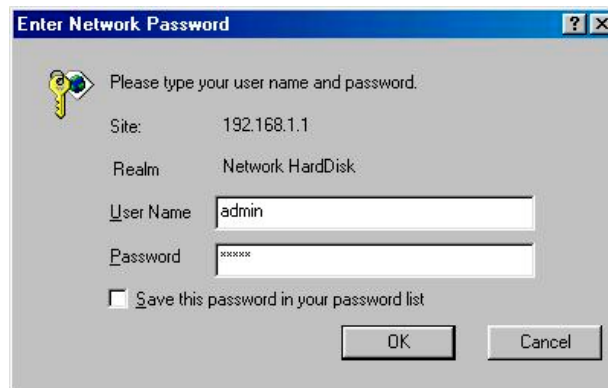 Enter Network Password
Please type your user name and password.
Site: 192.168.1.1
Realm Network HardDisk
User Name admin
Password *****
Save this password in your password list
OK Cancel